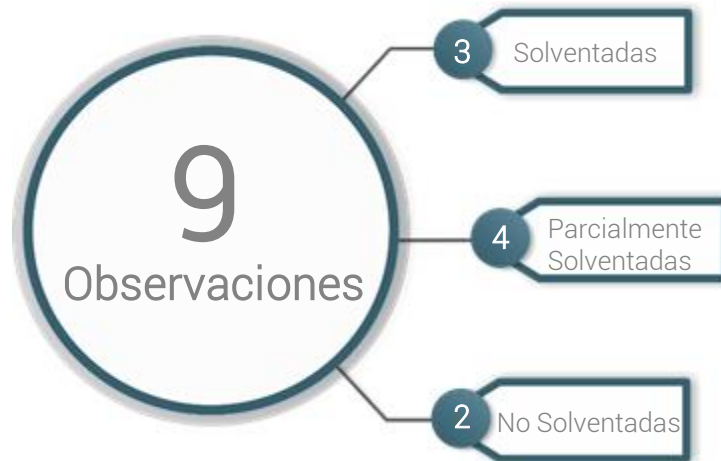 9
Observaciones
3
Solventadas
4
Parcialmente
Solventadas
2
No Solventadas